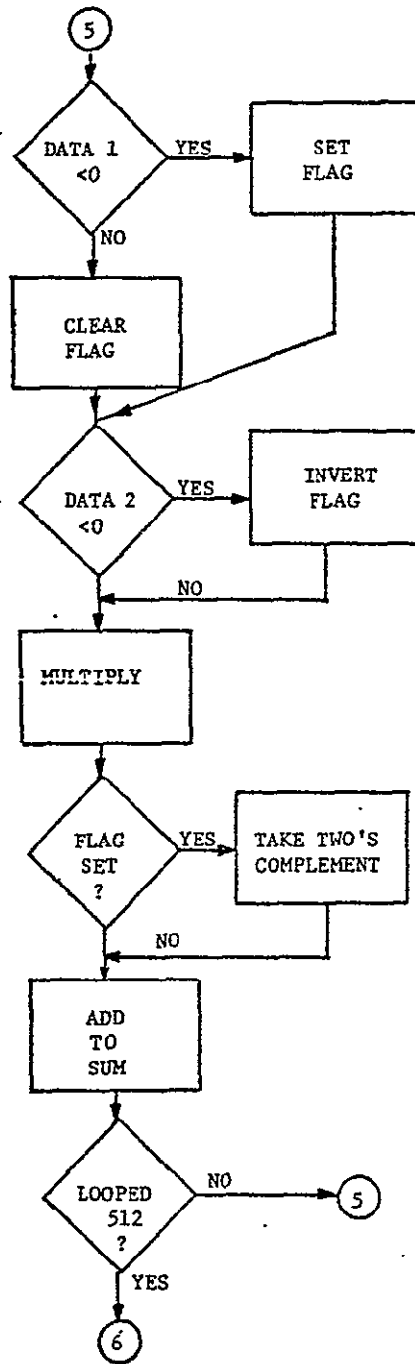 5
DATA 1
<0
YES
SET
FLAG
NO
CLEAR
FLAG
DATA 2
<0
YES
INVERT
FLAG
NO
MULTIPLY
FLAG
SET
?
YES
TAKE TWO'S
COMPLEMENT
NO
ADD
TO
SUM
LOOPED
512
?
NO
5
YES
6